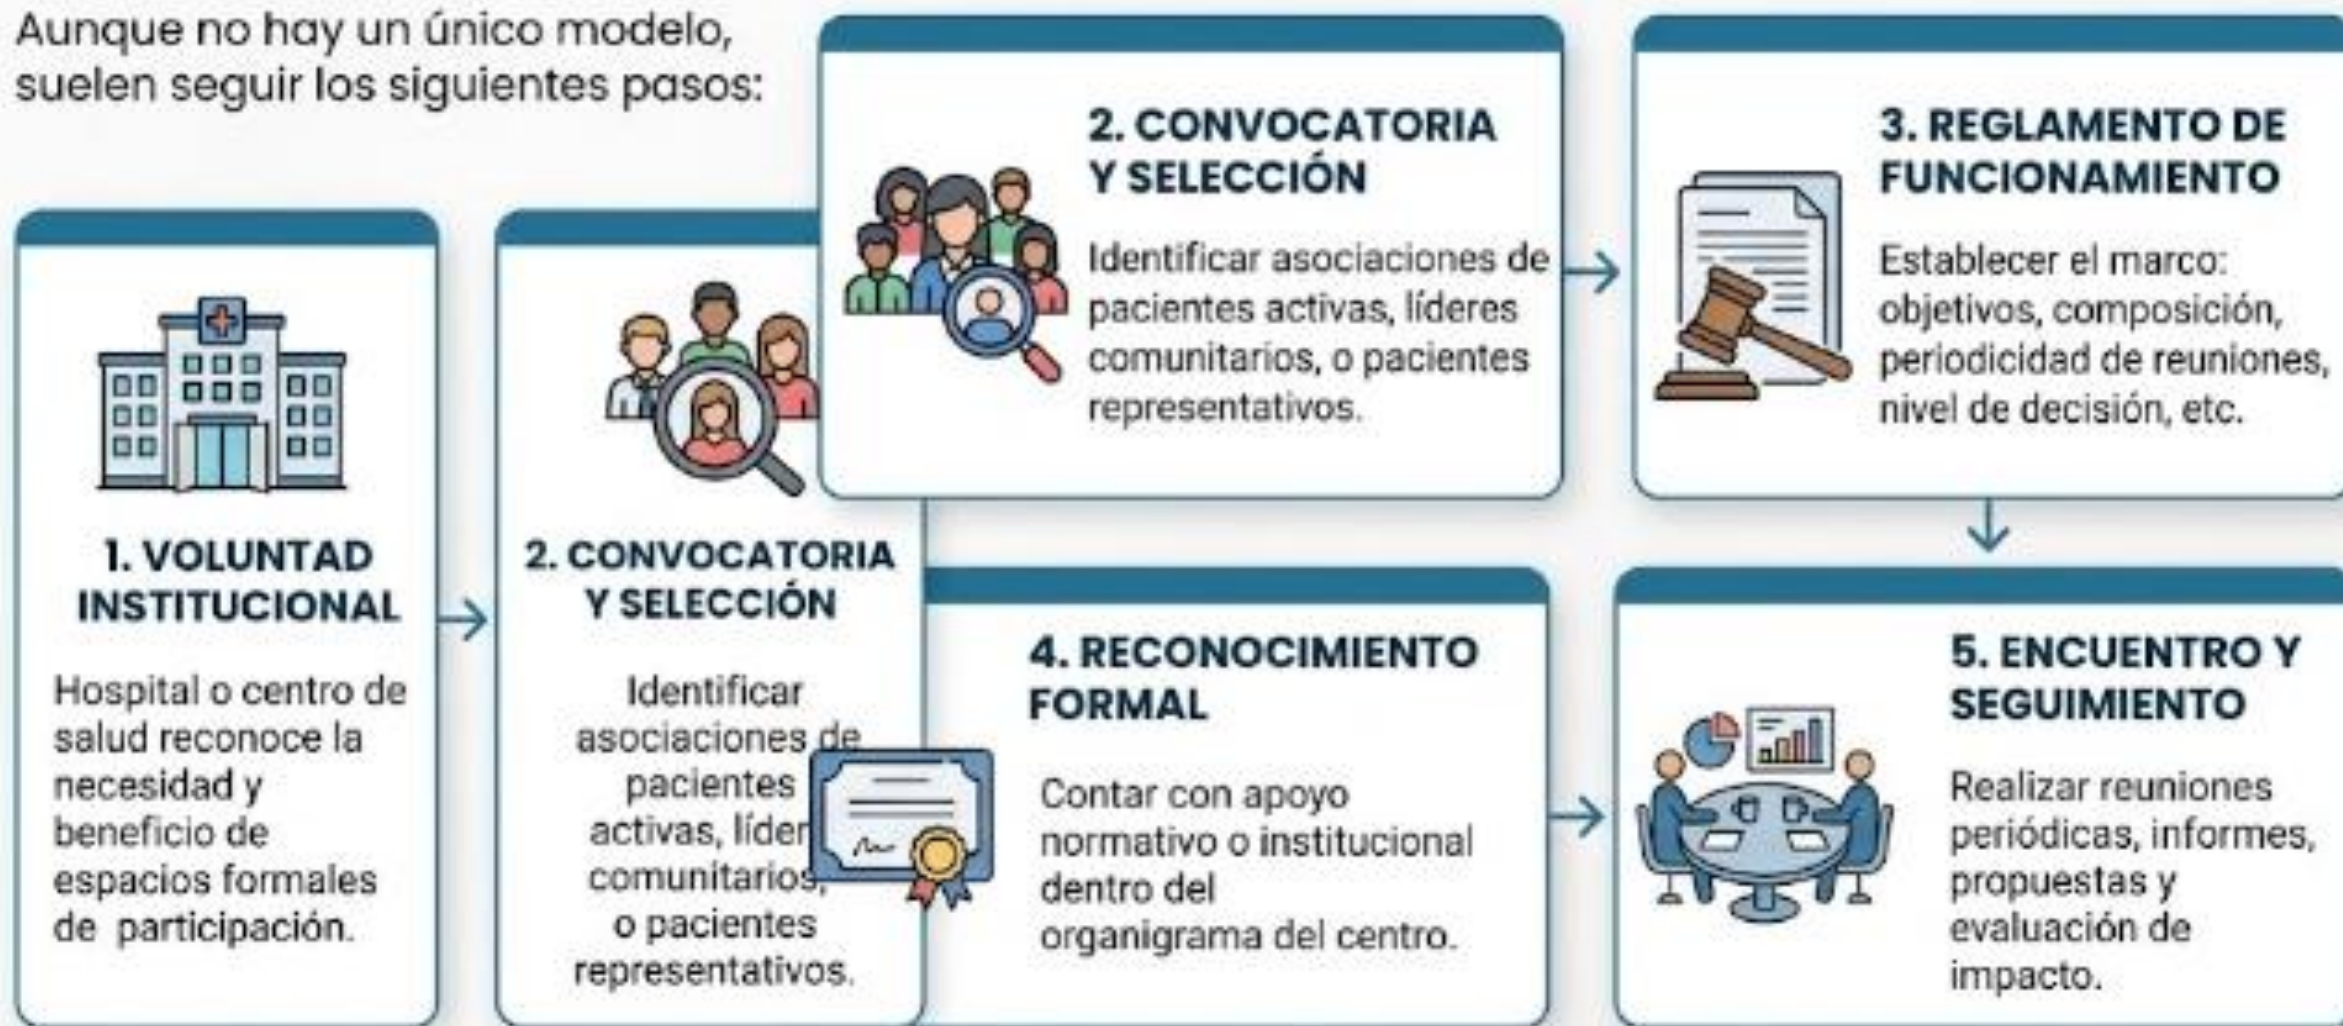 Aunque no hay un único modelo,
suelen seguir los siguientes pasos:
1. VOLUNTAD
INSTITUCIONAL
Hospital o centro de
salud reconoce la
necesidad y
beneficio de
espacios formales
de participación.
2. CONVOCATORIA
Y SELECCIÓN
Identificar
asociaciones de
pacientes
activas, líder
comunitarios,
o pacientes
representativos.
2. CONVOCATORIA
Y SELECCIÓN
Identificar asociaciones de
pacientes activas, líderes
comunitarios, o pacientes
representativos.
3. REGLAMENTO DE
FUNCIONAMIENTO
Establecer el marco:
objetivos, composición,
periodicidad de reuniones,
nivel de decisión, etc.
4. RECONOCIMIENTO
FORMAL
Contar con apoyo
normativo o institucional
dentro del
organigrama del centro.
5. ENCUENTRO Y
SEGUIMIENTO
Realizar reuniones
periódicas, informes,
propuestas y
evaluación de
impacto.